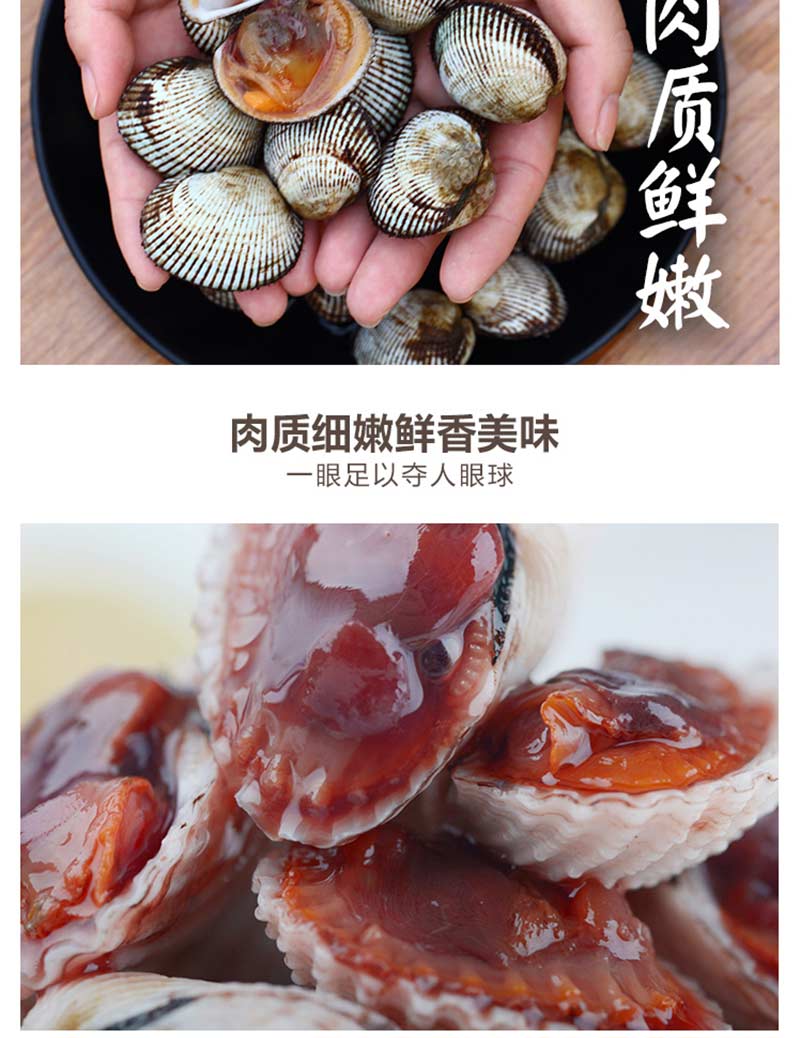 肉质鲜嫩
肉质细嫩鲜香美味
一眼足以夺人眼球